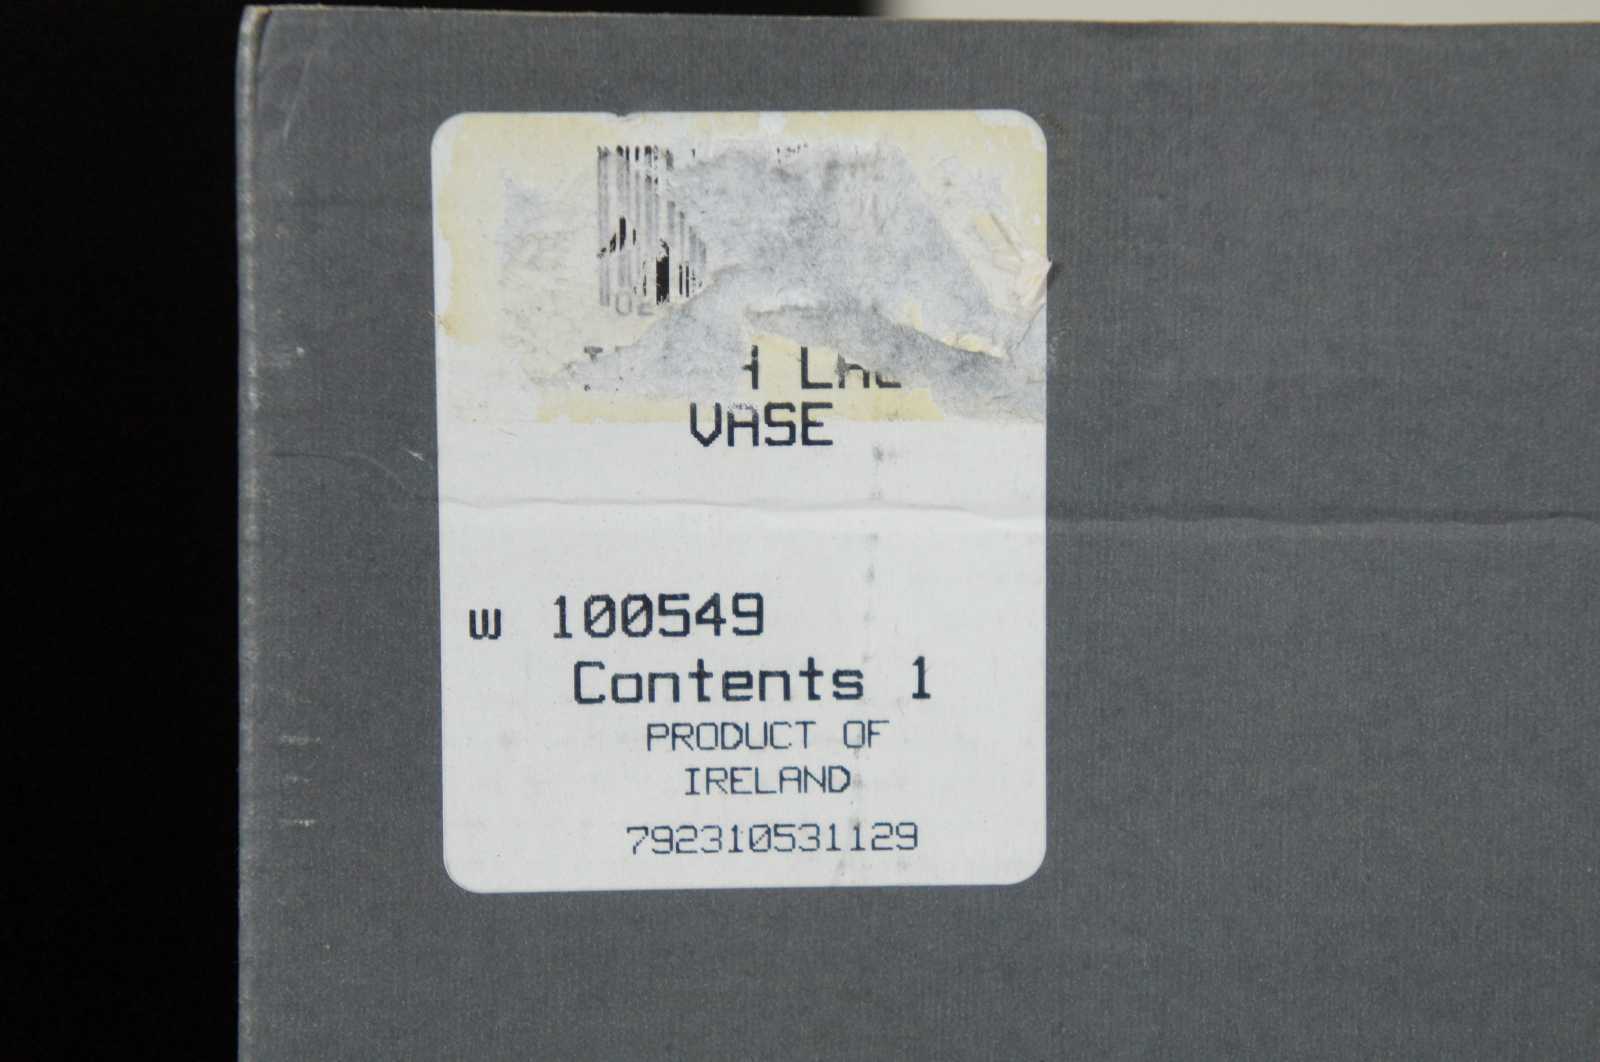 VASE
w 100549
Contents 1
PRODUCT OF
IRELAND
792310531129